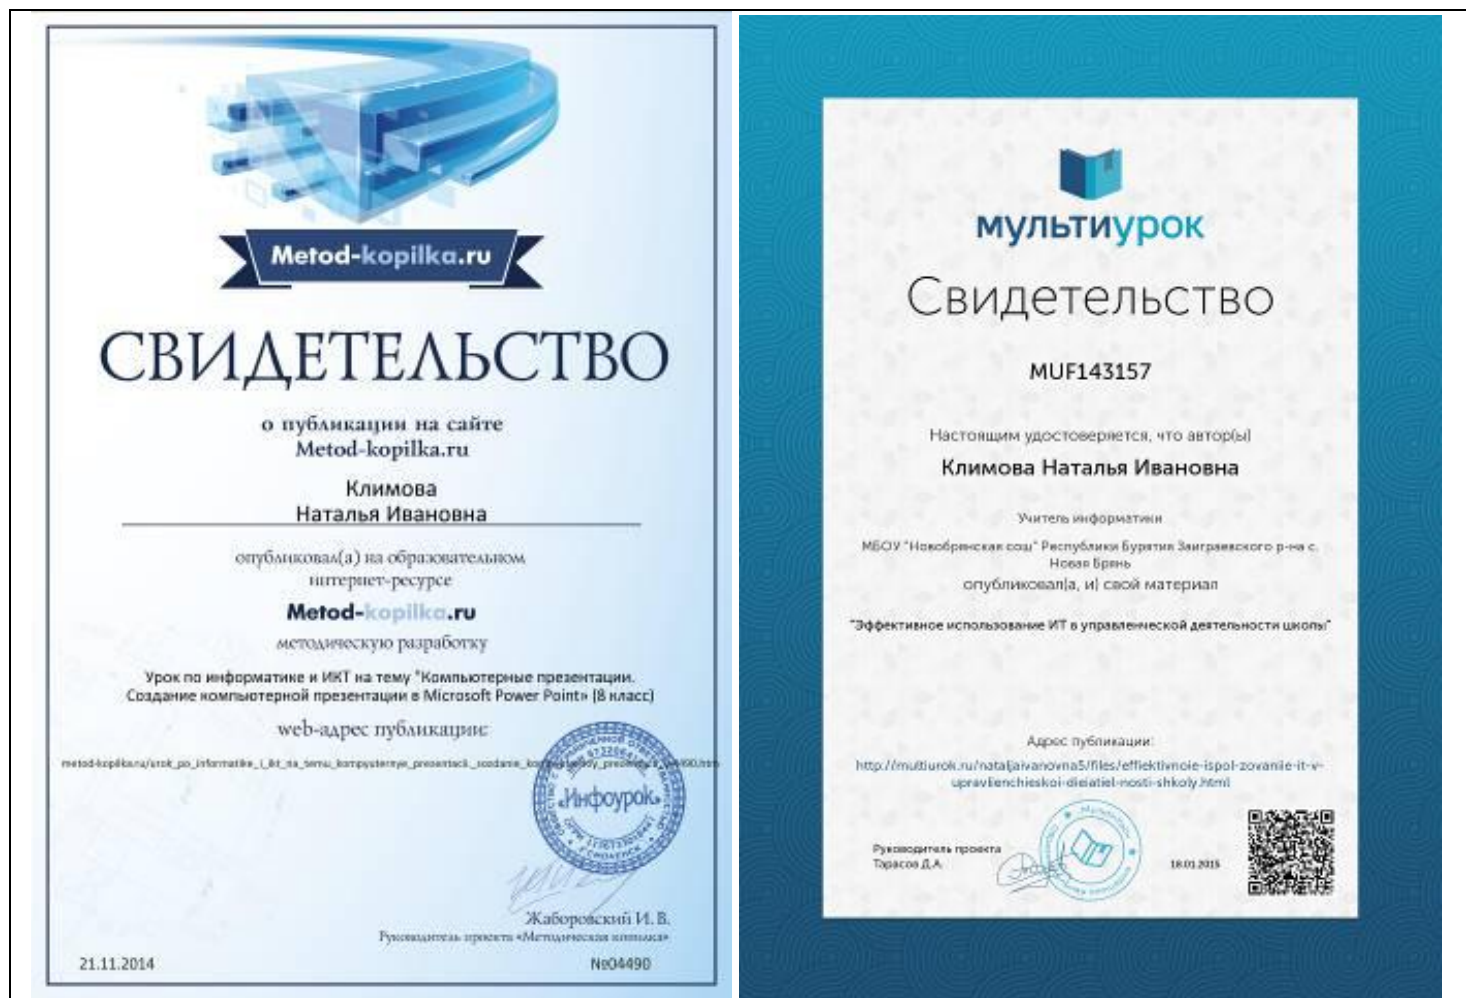 Metod-kopilka.ru
СВИДЕТЕЛЬСТВО
о публикации на сайте
Metod-kopilka.ru
Климова
Наталья Ивановна
опубликовал(а) на образовательном
интернет-ресурсе
Metod-kopilka.ru
методическую разработку
Урок по информатике и ИКТ на тему "Компьютерные презентации.
Создание компьютерной презентации в Microsoft Power Point» (8 класс)
web-адрес публикации:
«Инфоурок»
Жаборовский И. В.
Руководитель проекта «Методическая копилка»
21.11.2014
№04490
мультиурок
Свидетельство
MUF143157
Настоящим удостоверяется, что автор(ы)
Климова Наталья Ивановна
Учитель информатики
МБОУ "Новобрянская сош" Республики Бурятия Заиграевского р-на с.
Новая Брянь
опубликовал(а, и) свой материал
"Эффективное использование ИТ в управленческой деятельности школы"
Адрес публикации:
http://multiurok.ru/nataljaivanovna5/files/effiektivnoie-ispol-zovaniie-it-v-
upravlienchieskoi-dieiatiel-nosti-shkoly.html
Руководитель проекта
Тарасов Д.А.
18.01.2015